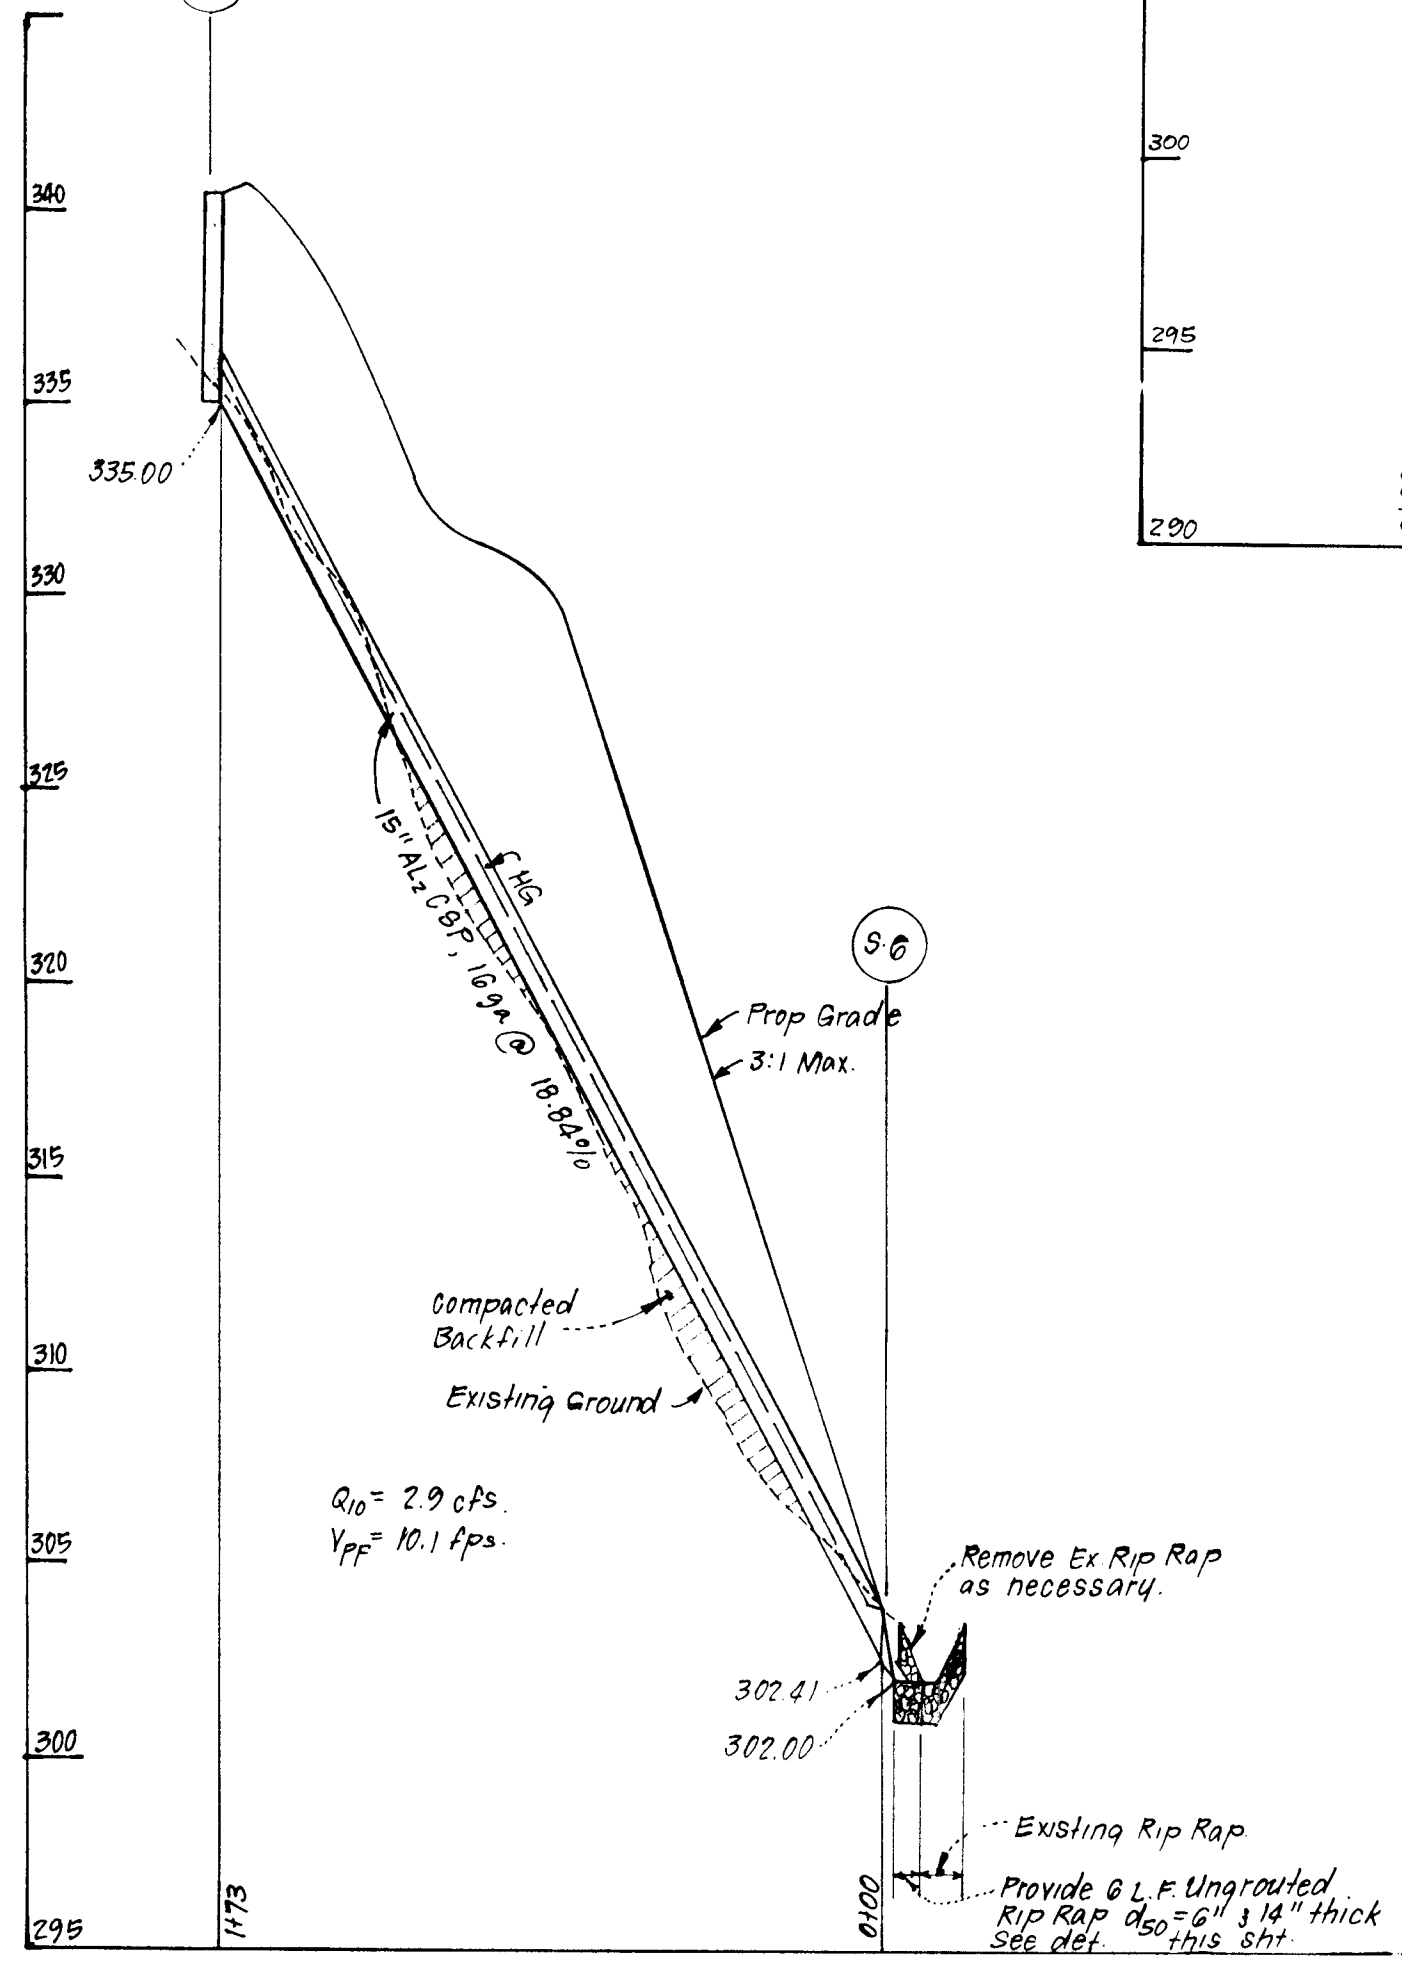 340
335
335.00
330
325
320
315
310
305
300
295
300
295
290
15" AL2 CSP, 16ga @ 18.84%
HG
S-6
Prop Grade
3:1 Max.
Compacted
Backfill
Existing Ground
Q10 = 2.9 cfs.
VPF = 10.1 fps.
Remove Ex. Rip Rap
as necessary.
302.41
302.00
Existing Rip Rap.
Provide 6 L.F. Ungrouted
Rip Rap d50 = 6" & 14" thick
See det. this sht.
1+73
0+00